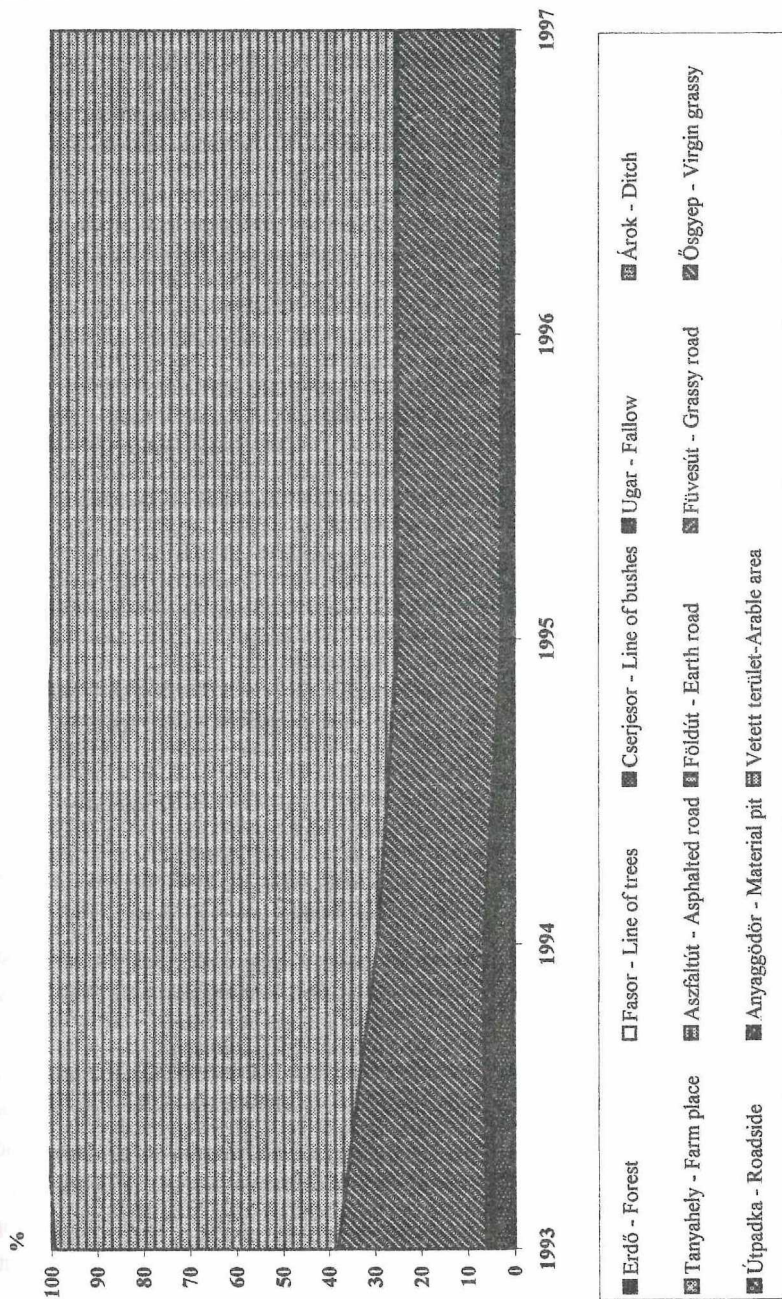 %
100
90
80
70
60
50
40
30
20
10
0
1993
1994
1995
1996
1997
Erdő - Forest
Fasor - Line of trees
Cserjesor - Line of bushes
Ugar - Fallow
Árok - Ditch
Tanyahely - Farm place
Aszfaltút - Asphalted road
Földút - Earth road
Füvesút - Grassy road
Ősgyep - Virgin grassy
Útpadka - Roadside
Anyaggödör - Material pit
Vetett terület-Arable area